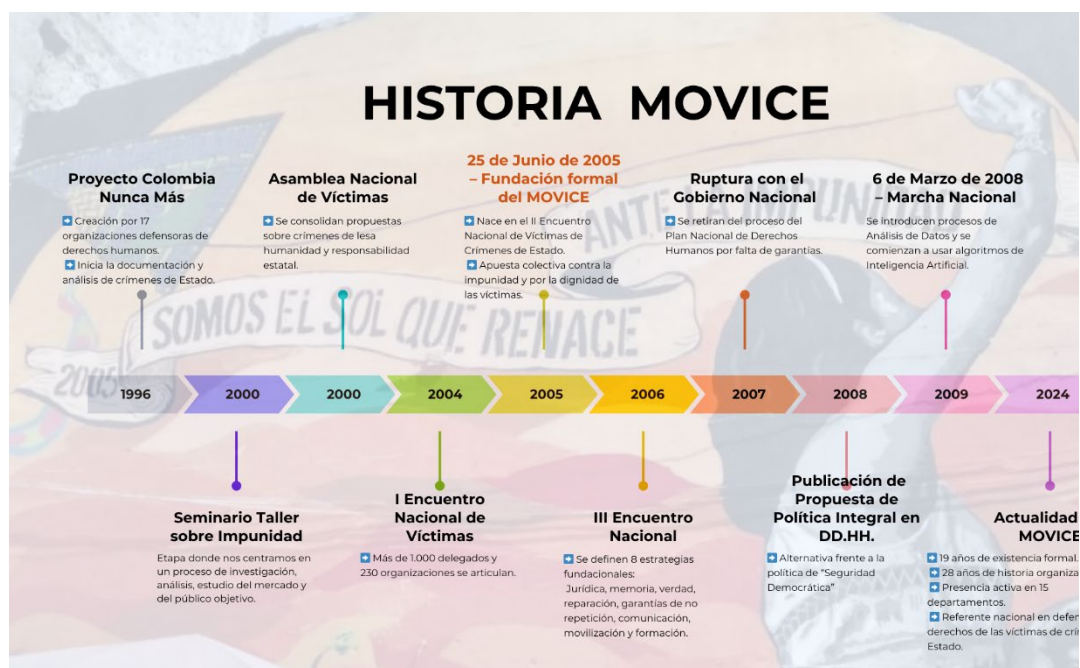 HISTORIA MOVICE
Proyecto Colombia
Nunca Más
➡ Creación por 17
organizaciones defensoras de
derechos humanos.
➡ Inicia la documentación y
análisis de crímenes de Estado.
Asamblea Nacional
de Víctimas
➡ Se consolidan propuestas
sobre crímenes de lesa
humanidad y responsabilidad
estatal.
25 de Junio de 2005
– Fundación formal
del MOVICE
➡ Nace en el II Encuentro
Nacional de Víctimas de
Crímenes de Estado.
➡ Apuesta colectiva contra la
impunidad y por la dignidad de
las víctimas.
Ruptura con el
Gobierno Nacional
➡ Se retiran del proceso del
Plan Nacional de Derechos
Humanos por falta de garantías.
6 de Marzo de 2008
– Marcha Nacional
Se introducen procesos de
Análisis de Datos y se
comienzan a usar algoritmos de
Inteligencia Artificial.
ANTE LA
SOMOS EL SOL QUE RENACE
2005
1996
2000
2000
2004
2005
2006
2007
2008
2009
2024
Seminario Taller
sobre Impunidad
Etapa donde nos centramos en
un proceso de investigación,
análisis, estudio del mercado y
del público objetivo.
I Encuentro
Nacional de
Víctimas
➡ Más de 1.000 delegados y
230 organizaciones se articulan.
III Encuentro
Nacional
➡ Se definen 8 estrategias
fundacionales:
Jurídica, memoria, verdad,
reparación, garantías de no
repetición, comunicación,
movilización y formación.
Publicación de
Propuesta de
Política Integral en
DD.HH.
➡ Alternativa frente a la
política de "Seguridad
Democrática"
Actualidad
MOVICE
➡ 19 años de existencia formal.
➡ 28 años de historia organiza
➡ Presencia activa en 15
departamentos.
➡ Referente nacional en defen
derechos de las víctimas de crí
Estado.